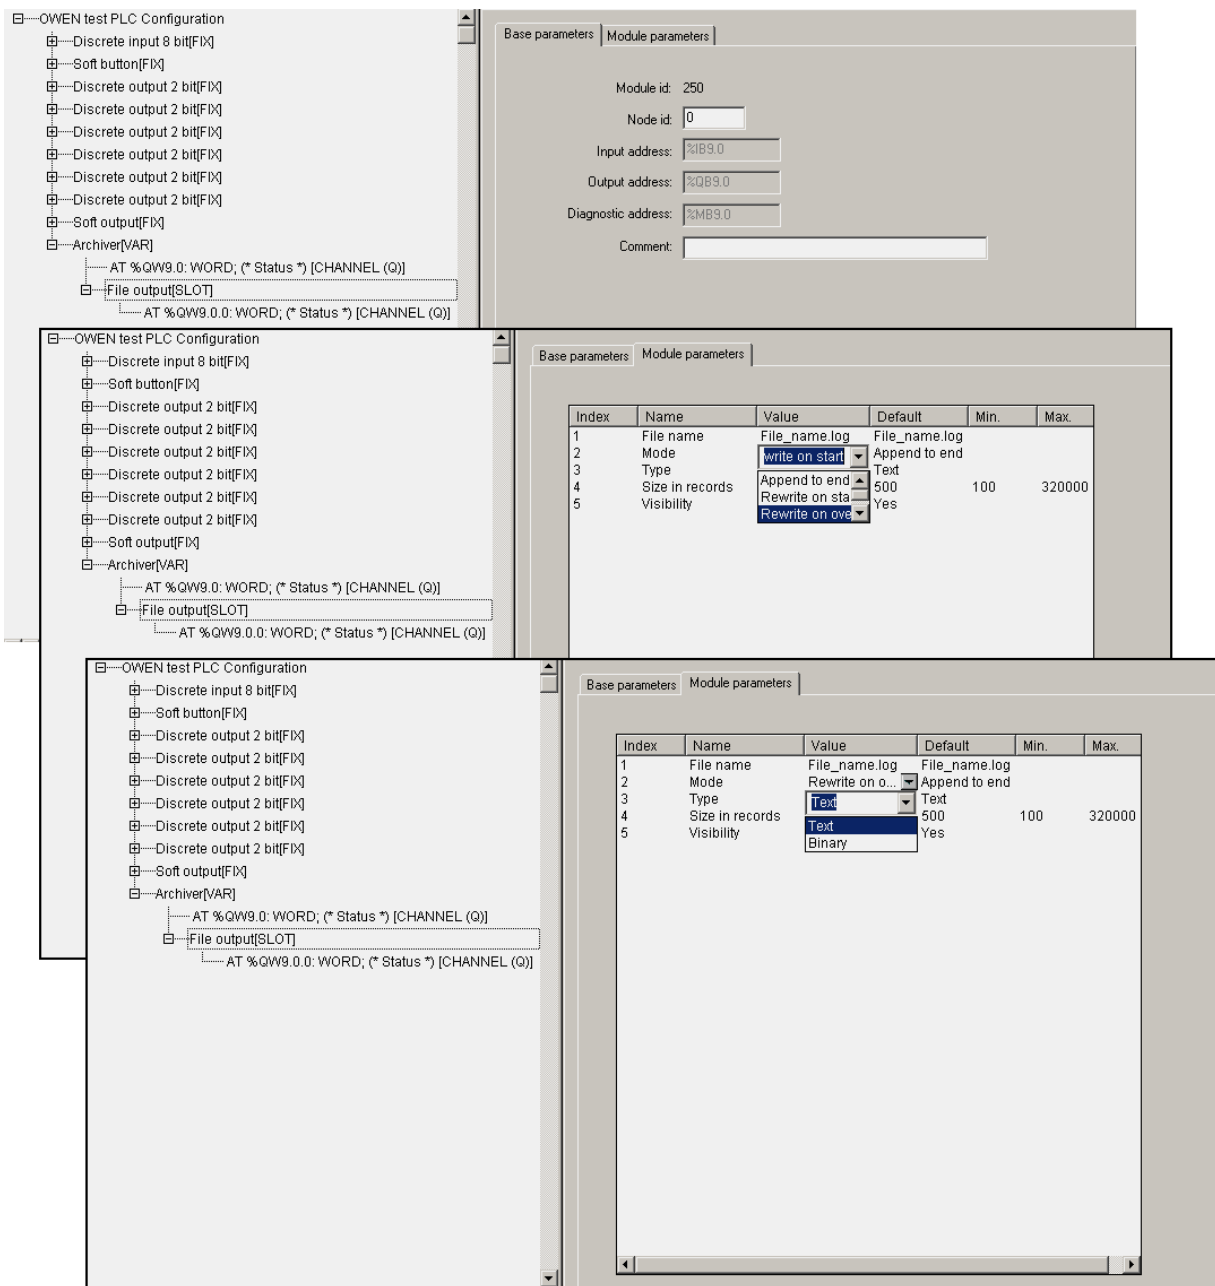 OWEN test PLC Configuration
Discrete input 8 bit[FIX]
Soft button[FIX]
Discrete output 2 bit[FIX]
Discrete output 2 bit[FIX]
Discrete output 2 bit[FIX]
Discrete output 2 bit[FIX]
Discrete output 2 bit[FIX]
Discrete output 2 bit[FIX]
Soft output[FIX]
Archiver[VAR]
AT %QW9.0: WORD; (* Status *) [CHANNEL (Q)]
File output[SLOT]
AT %QW9.0.0: WORD; (* Status *) [CHANNEL (Q)]
Base parameters Module parameters
Module id: 250
Node id: 0
Input address: %IB9.0
Output address: %QB9.0
Diagnostic address: %MB9.0
Comment:
OWEN test PLC Configuration
Discrete input 8 bit[FIX]
Soft button[FIX]
Discrete output 2 bit[FIX]
Discrete output 2 bit[FIX]
Discrete output 2 bit[FIX]
Discrete output 2 bit[FIX]
Discrete output 2 bit[FIX]
Discrete output 2 bit[FIX]
Soft output[FIX]
Archiver[VAR]
AT %QW9.0: WORD; (* Status *) [CHANNEL (Q)]
File output[SLOT]
AT %QW9.0.0: WORD; (* Status *) [CHANNEL (Q)]
Base parameters Module parameters
Index Name Value Default Min. Max.
1 File name File_name.log File_name.log
2 Mode write on start Append to end
3 Type Text
4 Size in records 500 100 320000
5 Visibility Yes
Append to end
Rewrite on sta
Rewrite on ove
OWEN test PLC Configuration
Discrete input 8 bit[FIX]
Soft button[FIX]
Discrete output 2 bit[FIX]
Discrete output 2 bit[FIX]
Discrete output 2 bit[FIX]
Discrete output 2 bit[FIX]
Discrete output 2 bit[FIX]
Discrete output 2 bit[FIX]
Soft output[FIX]
Archiver[VAR]
AT %QW9.0: WORD; (* Status *) [CHANNEL (Q)]
File output[SLOT]
AT %QW9.0.0: WORD; (* Status *) [CHANNEL (Q)]
Base parameters Module parameters
Index Name Value Default Min. Max.
1 File name File_name.log File_name.log
2 Mode Rewrite on o... Append to end
3 Type Text Text
4 Size in records 500 100 320000
5 Visibility Yes
Text
Binary